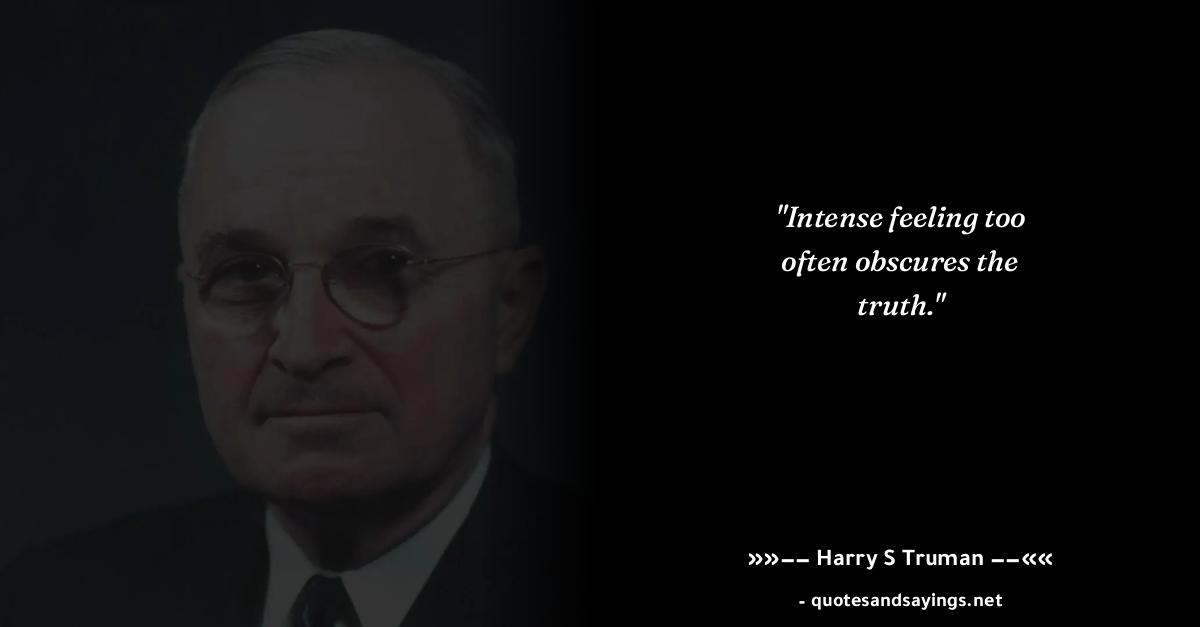 "Intense feeling too
often obscures the
truth."
»»−− Harry S Truman −−««
- quotesandsayings.net